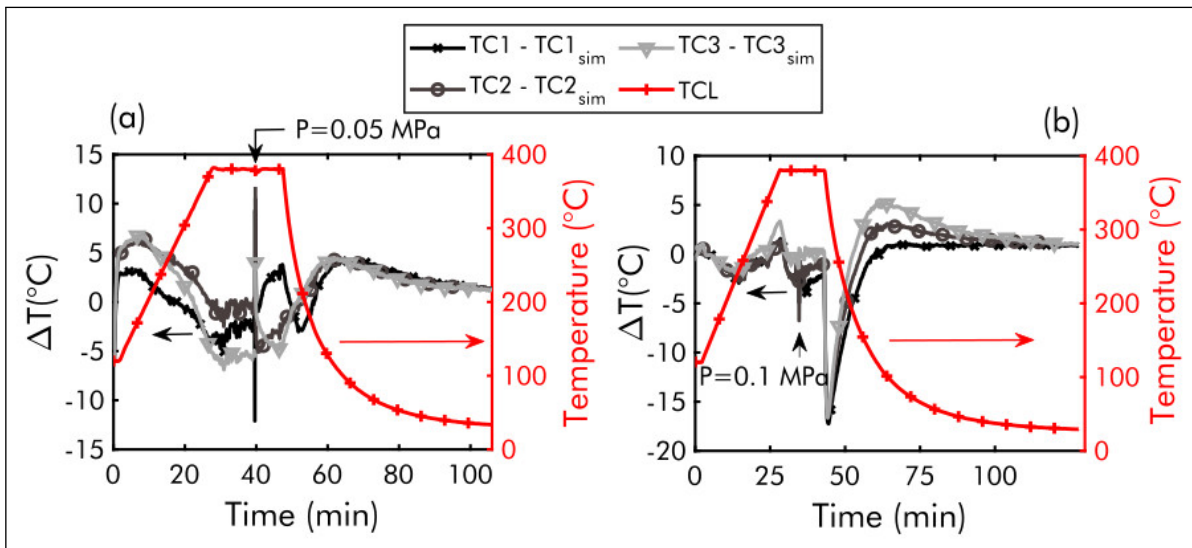 TC1 - TC1sim
TC3 - TC3sim
TC2 - TC2sim
TCL
(a)
P=0.05 MPa
15
10
5
0
-5
-10
-15
ΔT(°C)
0
20
40
60
80
100
Time (min)
400
300
200
100
0
Temperature (°C)
(b)
P=0.1 MPa
10
5
0
-5
-10
-15
-20
ΔT(°C)
0
25
50
75
100
Time (min)
400
300
200
100
0
Temperature (°C)